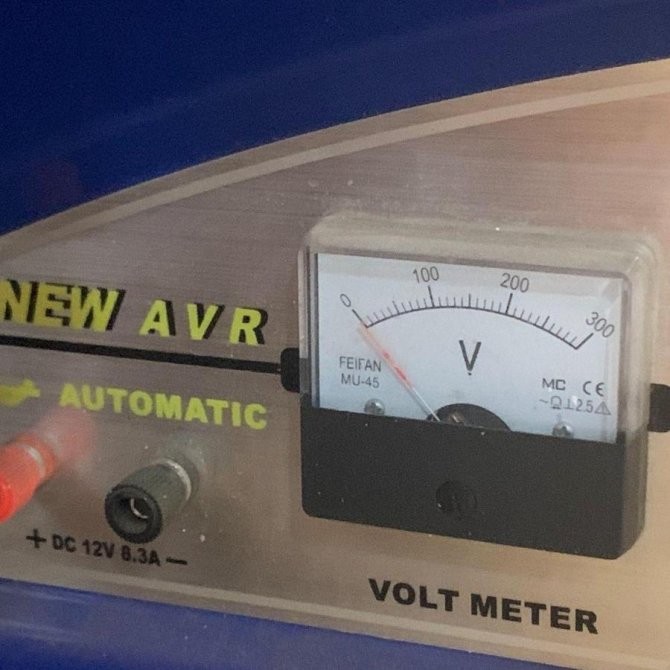 NEW AVR
AUTOMATIC
+ DC 12V 8.3A −
0 100 200 300
V
FEIFAN
MU-45
MC CE
~ Ω ⊥ 2.5
VOLT METER